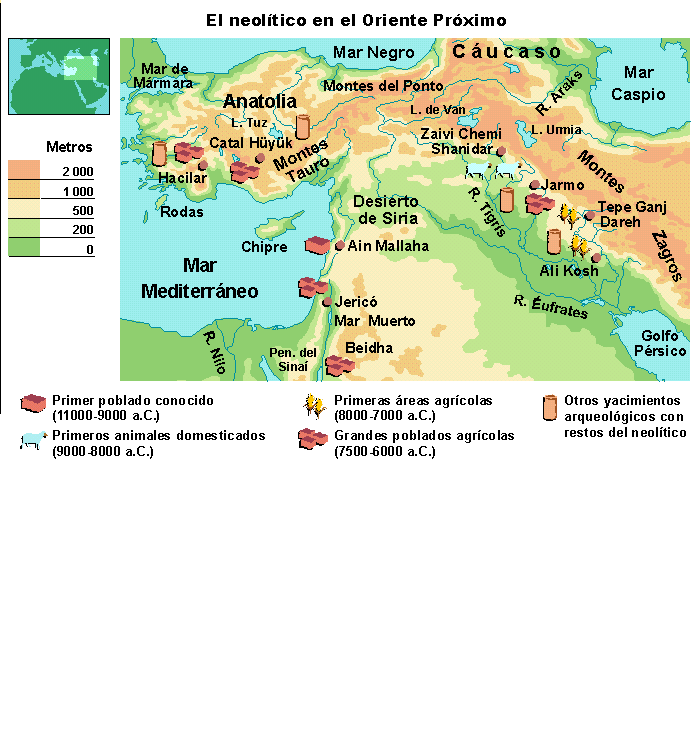 El neolítico en el Oriente Próximo
Mar Negro
Cáucaso
Mar de
Mármara
Mar
Caspio
Montes del Ponto
R. Araks
Anatolia
L. de Van
L. Tuz
L. Urmia
Zaivi Chemi
Shanidar
Catal Hüyük
Montes
Tauro
Metros
2 000
1 000
500
200
0
Hacilar
Jarmo
Montes
Zagros
Rodas
Desierto
de Siria
R. Tigris
Tepe Ganj
Dareh
Chipre
Ain Mallaha
Mar
Mediterráneo
Ali Kosh
Jericó
R. Éufrates
Mar Muerto
R. Nilo
Pen. del
Sinaí
Beidha
Golfo
Pérsico
Primer poblado conocido
(11000-9000 a.C.)
Primeros animales domesticados
(9000-8000 a.C.)
Primeras áreas agrícolas
(8000-7000 a.C.)
Grandes poblados agrícolas
(7500-6000 a.C.)
Otros yacimientos
arqueológicos con
restos del neolítico